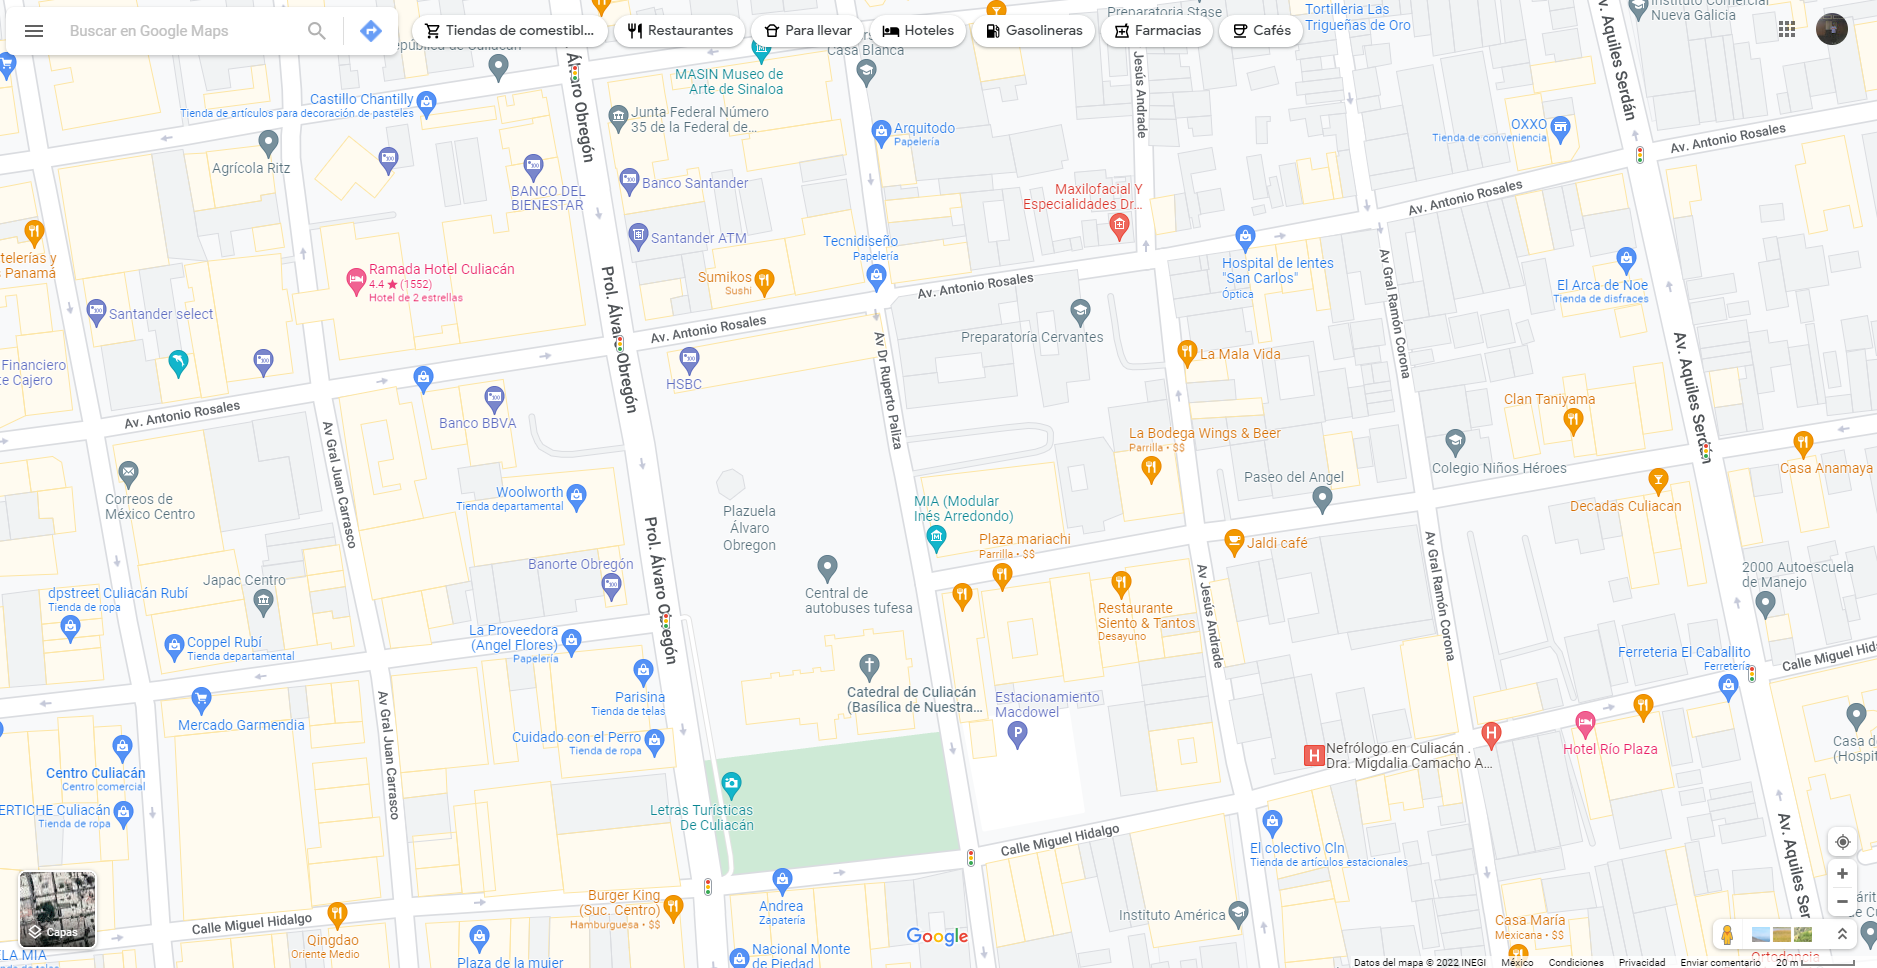 Buscar en Google Maps
Tiendas de comestibl...
Restaurantes
Para llevar
Hoteles
Gasolineras
Farmacias
Cafés
Preparatoria Stase
Tortilleria Las
Trigueñas de Oro
Instituto Comercial
Nueva Galicia
Casa Blanca
MASIN Museo de
Arte de Sinaloa
Castillo Chantilly
Tienda de artículos para decoración de pasteles
Junta Federal Número
35 de la Federal de...
Arquitodo
Papelería
OXXO
Tienda de conveniencia
Av. Antonio Rosales
Prol. Álvaro Obregón
Jesús Andrade
Av. Aquiles Serdán
Agrícola Ritz
BANCO DEL
BIENESTAR
Banco Santander
Maxilofacial Y
Especialidades Dr...
Av. Antonio Rosales
Santander ATM
Tecnidiseño
Papelería
Hospital de lentes
"San Carlos"
Óptica
telerías y
s Panamá
Ramada Hotel Culiacán
4.4 ★ (1552)
Hotel de 2 estrellas
Sumikos
Sushi
Av. Antonio Rosales
El Arca de Noe
Tienda de disfraces
Santander select
Av. Antonio Rosales
Preparatoría Cervantes
Av Gral Ramón Corona
Prol. Álvaro Obregón
Av Dr Ruperto Paliza
La Mala Vida
Av. Aquiles Serdán
Financiero
te Cajero
HSBC
Clan Taniyama
Av. Antonio Rosales
Banco BBVA
La Bodega Wings & Beer
Parrilla • $$
Av Gral Juan Carrasco
Colegio Niños Héroes
Casa Anamaya
Paseo del Angel
Correos de
México Centro
Woolworth
Tienda departamental
Plazuela
Álvaro
Obregon
MIA (Modular
Inés Arredondo)
Decadas Culiacan
Plaza mariachi
Parrilla • $$
Jaldi café
Prol. Álvaro Obregón
Banorte Obregón
Av Gral Ramón Corona
Av Jesús Andrade
2000 Autoescuela
de Manejo
Japac Centro
dpstreet Culiacán Rubí
Tienda de ropa
Central de
autobuses tufesa
Restaurante
Siento & Tantos
Desayuno
Coppel Rubí
Tienda departamental
La Proveedora
(Angel Flores)
Papelería
Ferreteria El Caballito
Ferretería
Calle Miguel Hida
Parisina
Tienda de telas
Catedral de Culiacán
(Basílica de Nuestra...
Estacionamiento
Macdowel
Mercado Garmendia
Av Gral Juan Carrasco
Cuidado con el Perro
Tienda de ropa
Nefrólogo en Culiacán .
Dra. Migdalia Camacho A...
Hotel Río Plaza
Casa de
(Hospit
Centro Culiacán
Centro comercial
ERTICHE Culiacán
Tienda de ropa
Letras Turísticas
De Culiacán
Calle Miguel Hidalgo
El colectivo Cln
Tienda de artículos estacionales
Av. Aquiles Serdán
Burger King
(Suc. Centro)
Hamburguesa • $$
Andrea
Zapatería
Instituto América
Casa María
Mexicana • $$
Calle Miguel Hidalgo
Capas
Qingdao
Oriente Medio
Google
LA MIA
Plaza de la mujer
Nacional Monte
de Piedad
Datos del mapa © 2022 INEGI
México
Condiciones
Privacidad
Enviar comentario
20 m